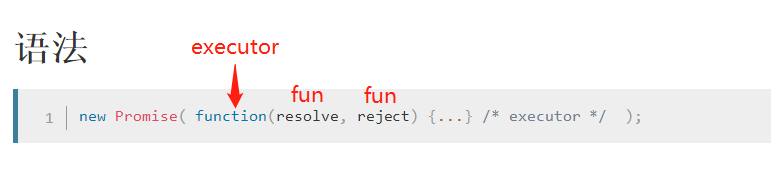 语法
executor
fun fun
1 new Promise( function(resolve, reject) {...} /* executor */  );